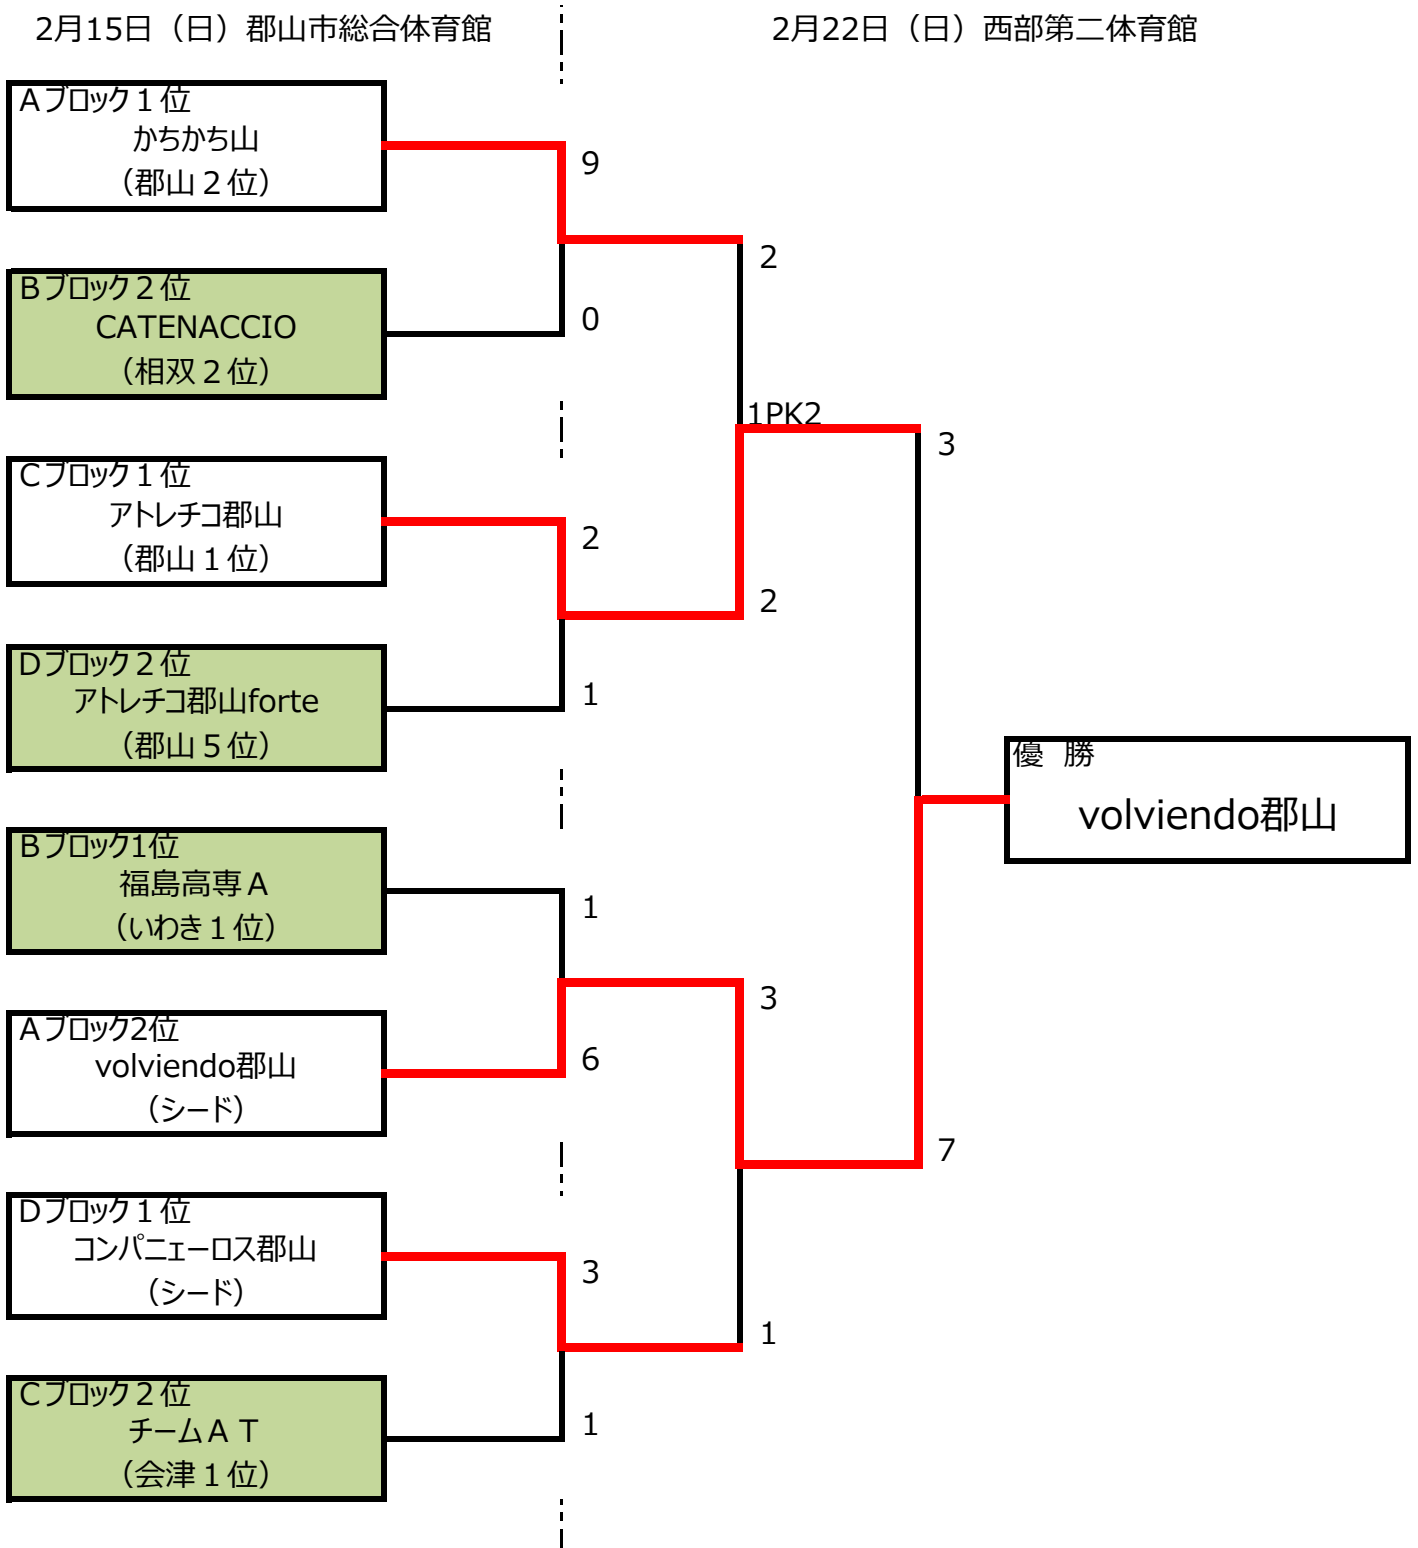 2月15日（日）郡山市総合体育館
2月22日（日）西部第二体育館
Ａブロック１位
かちかち山
（郡山２位）
9
2
Ｂブロック２位
CATENACCIO
（相双２位）
0
1PK2
3
Ｃブロック１位
アトレチコ郡山
（郡山１位）
2
2
Ｄブロック２位
アトレチコ郡山forte
（郡山５位）
1
優 勝
volviendo郡山
Ｂブロック1位
福島高専Ａ
（いわき１位）
1
3
Ａブロック2位
volviendo郡山
（シード）
6
7
Ｄブロック１位
コンパニェーロス郡山
（シード）
3
1
Ｃブロック２位
チームＡＴ
（会津１位）
1